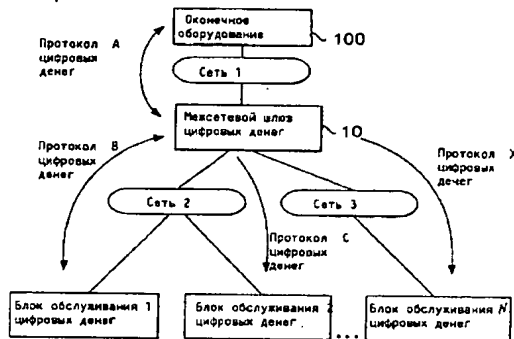 Оконечное
оборудование
100
Протокол А
цифровых
денег
Сеть 1
Межсетевой шлюз
цифровых денег
10
Протокол В
цифровых
денег
Протокол X
цифровых
денег
Сеть 2
Сеть 3
Протокол С
цифровых
денег
Блок обслуживания 1
цифровых денег
Блок обслуживания 2
цифровых денег
...
Блок обслуживания N
цифровых денег